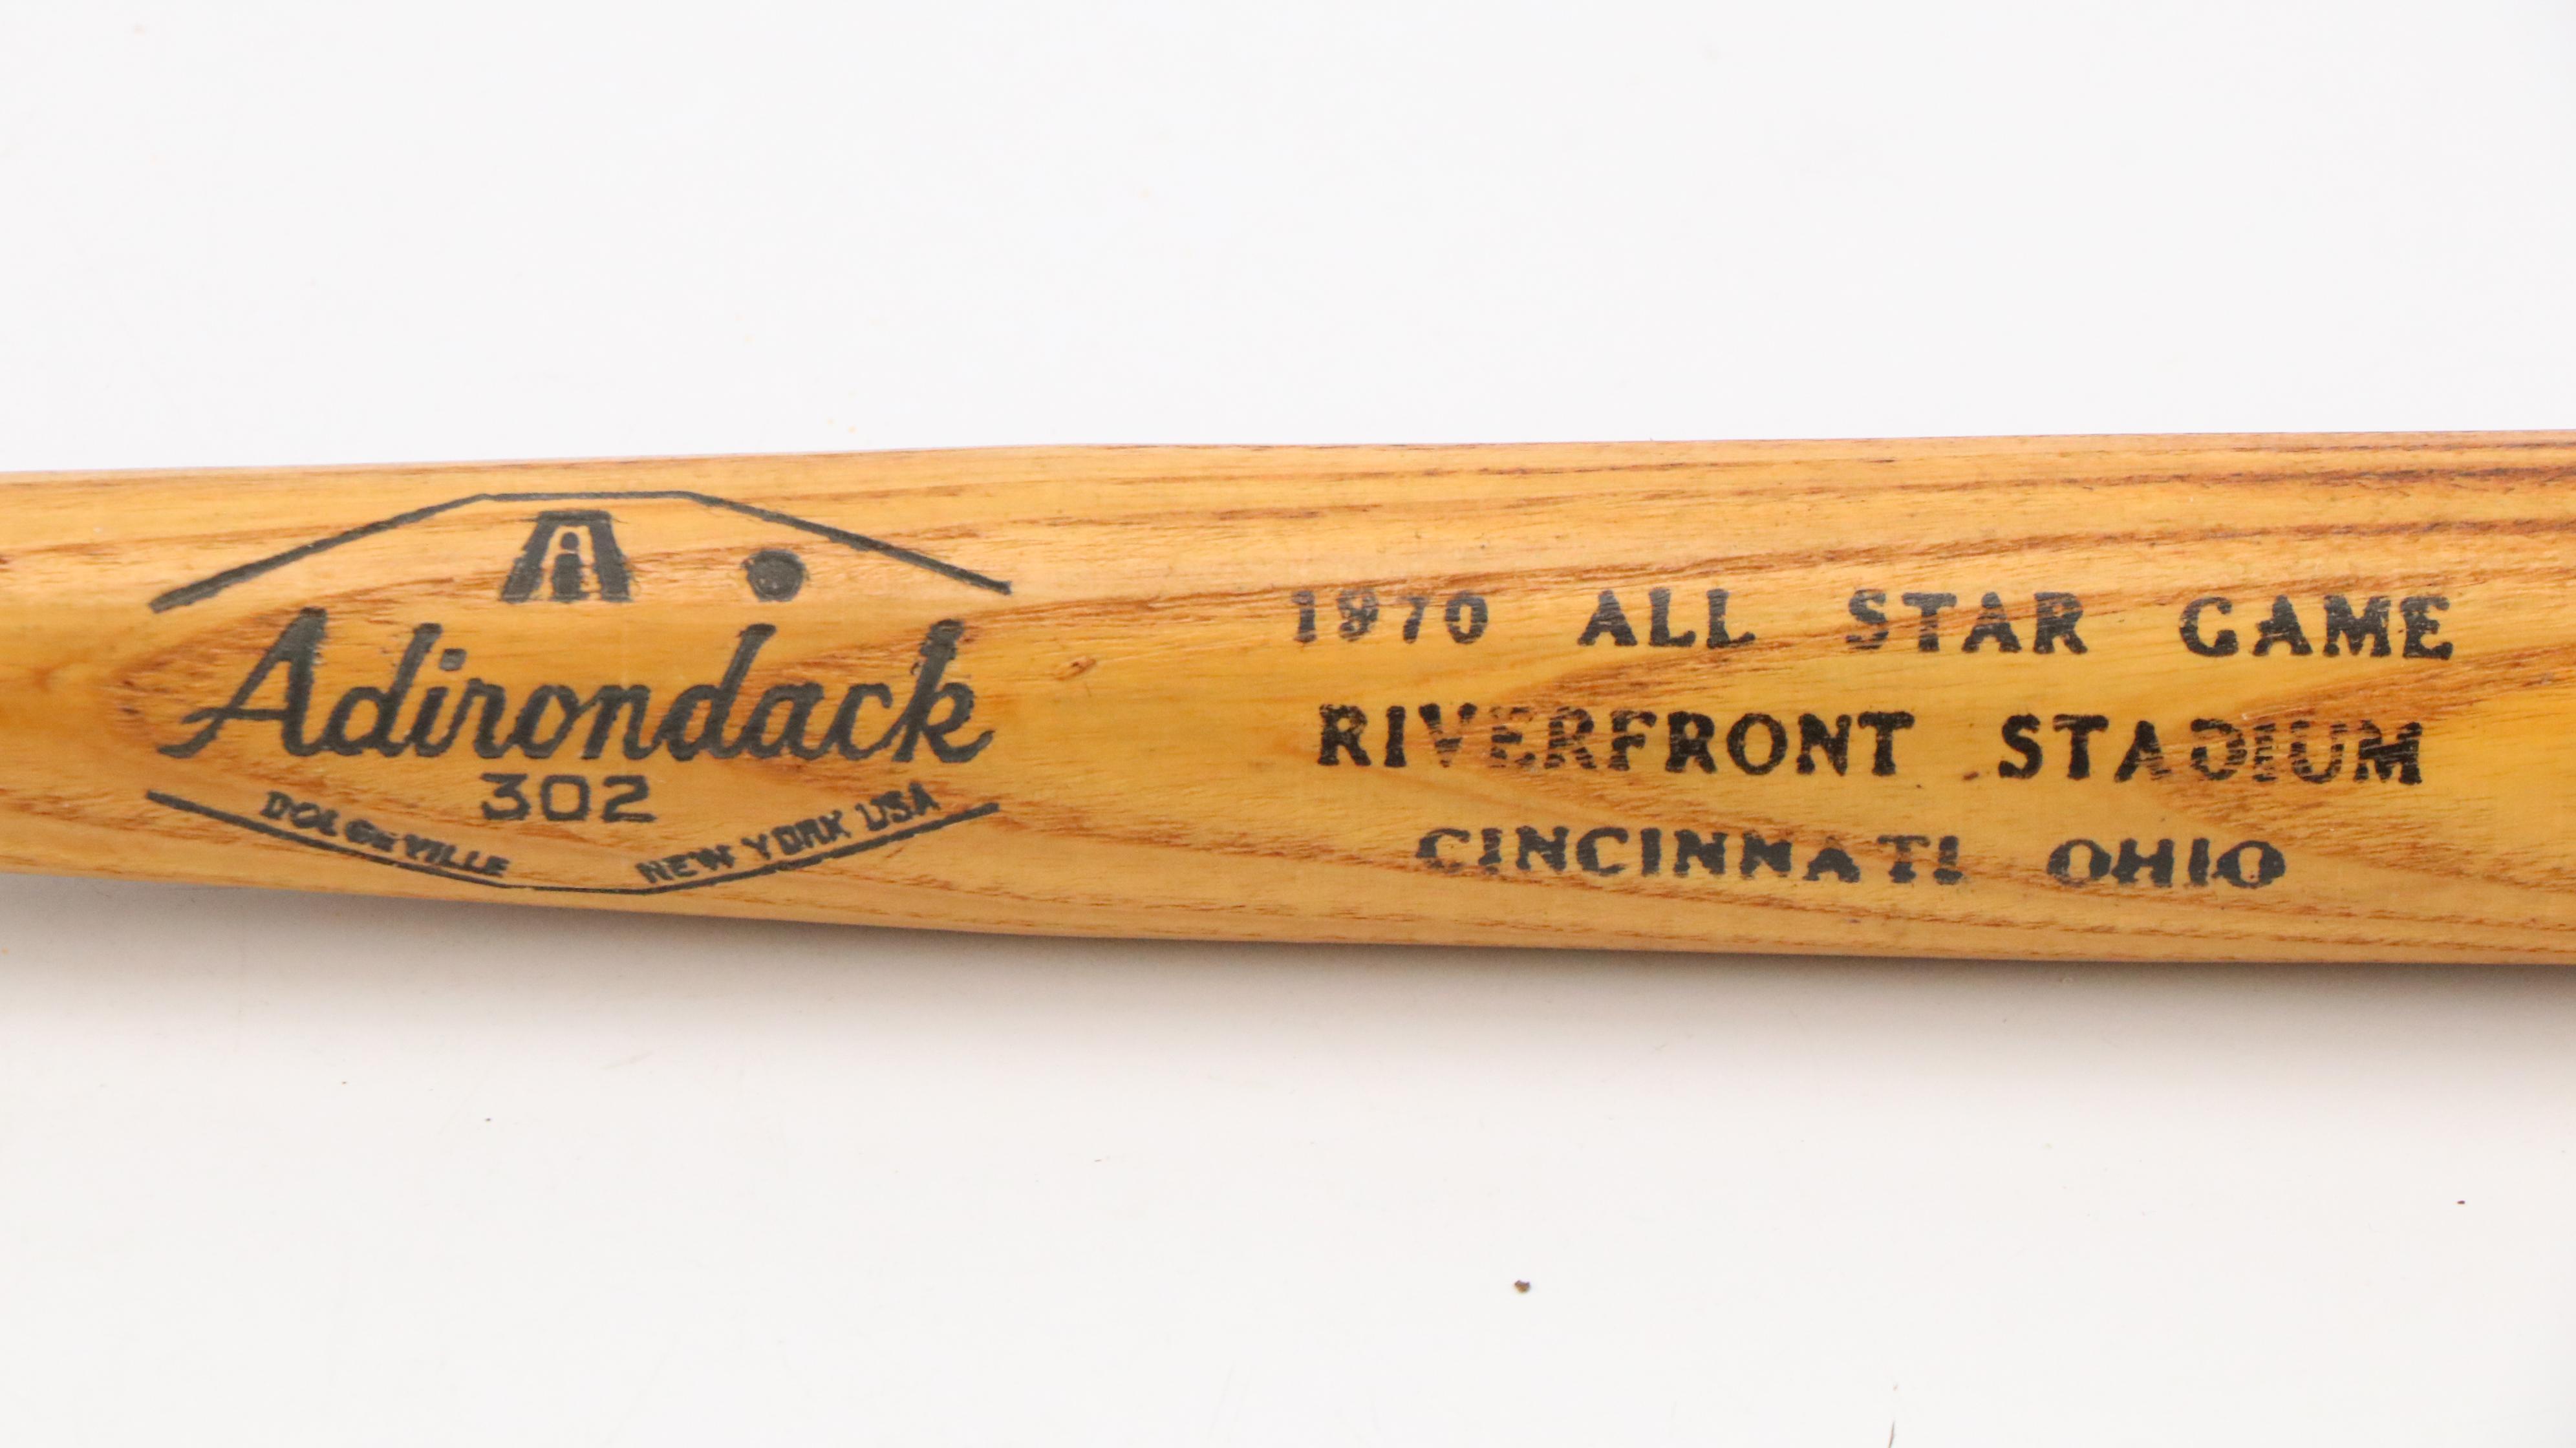 Adirondack
302
DOLGEVILLE NEW YORK USA
1970 ALL STAR GAME
RIVERFRONT STADIUM
CINCINNATI OHIO